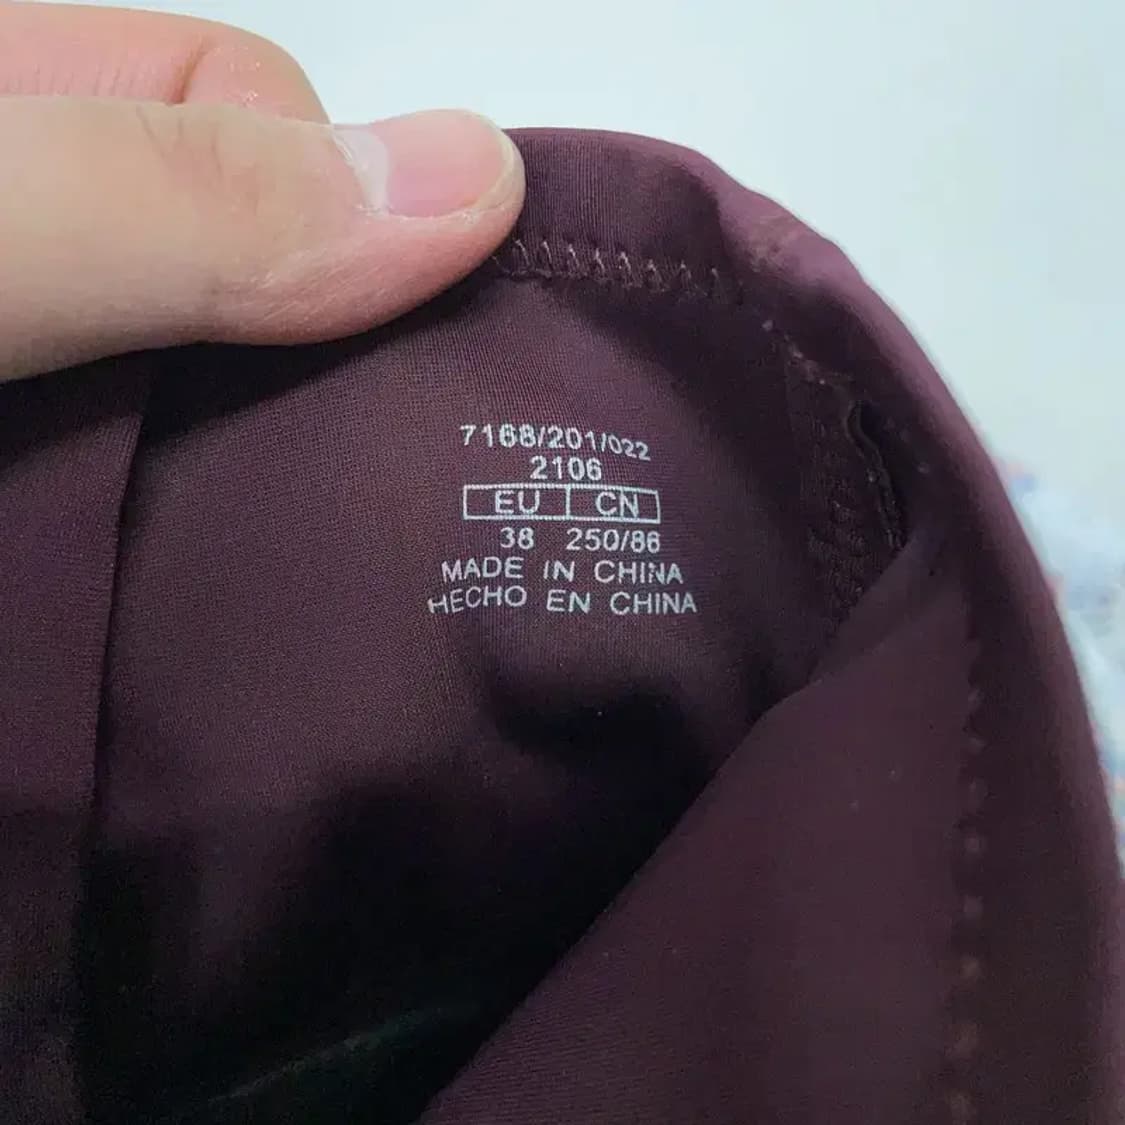 7168/201/022
2106
EU CN
38 250/86
MADE IN CHINA
HECHO EN CHINA